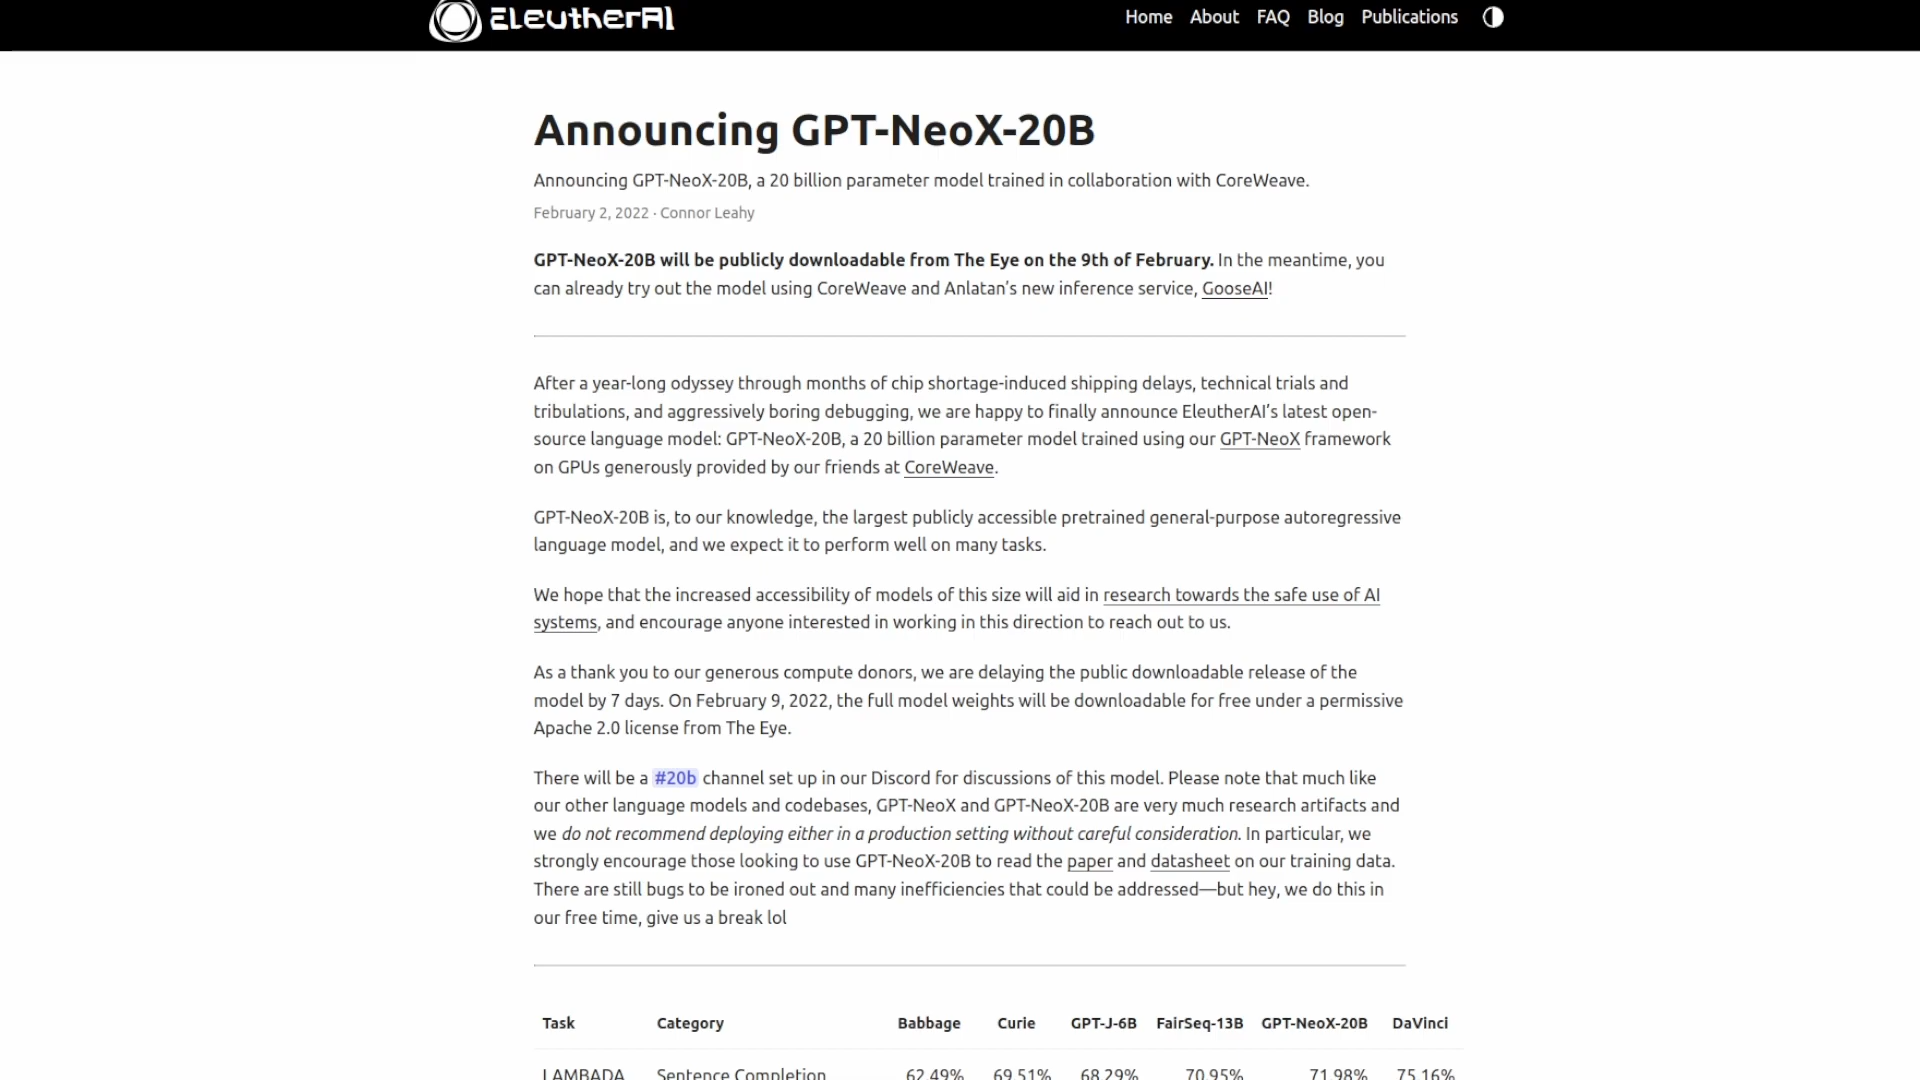 EleutherAI
Home About FAQ Blog Publications
Announcing GPT-NeoX-20B
Announcing GPT-NeoX-20B, a 20 billion parameter model trained in collaboration with CoreWeave.
February 2, 2022 · Connor Leahy
GPT-NeoX-20B will be publicly downloadable from The Eye on the 9th of February. In the meantime, you
can already try out the model using CoreWeave and Anlatan’s new inference service, GooseAI!
After a year-long odyssey through months of chip shortage-induced shipping delays, technical trials and
tribulations, and aggressively boring debugging, we are happy to finally announce EleutherAI’s latest open-
source language model: GPT-NeoX-20B, a 20 billion parameter model trained using our GPT-NeoX framework
on GPUs generously provided by our friends at CoreWeave.
GPT-NeoX-20B is, to our knowledge, the largest publicly accessible pretrained general-purpose autoregressive
language model, and we expect it to perform well on many tasks.
We hope that the increased accessibility of models of this size will aid in research towards the safe use of AI
systems, and encourage anyone interested in working in this direction to reach out to us.
As a thank you to our generous compute donors, we are delaying the public downloadable release of the
model by 7 days. On February 9, 2022, the full model weights will be downloadable for free under a permissive
Apache 2.0 license from The Eye.
There will be a #20b channel set up in our Discord for discussions of this model. Please note that much like
our other language models and codebases, GPT-NeoX and GPT-NeoX-20B are very much research artifacts and
we do not recommend deploying either in a production setting without careful consideration. In particular, we
strongly encourage those looking to use GPT-NeoX-20B to read the paper and datasheet on our training data.
There are still bugs to be ironed out and many inefficiencies that could be addressed—but hey, we do this in
our free time, give us a break lol
Task Category Babbage Curie GPT-J-6B FairSeq-13B GPT-NeoX-20B DaVinci
LAMBADA Sentence Completion 62.49% 69.51% 68.29% 70.95% 71.98% 75.16%